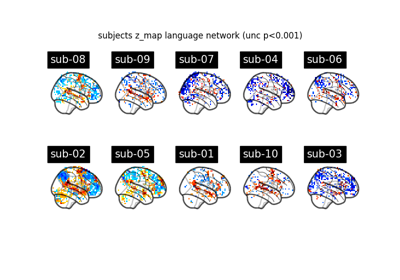 subjects z_map language network (unc p<0.001)
sub-08 sub-09 sub-07 sub-04 sub-06
sub-02 sub-05 sub-01 sub-10 sub-03